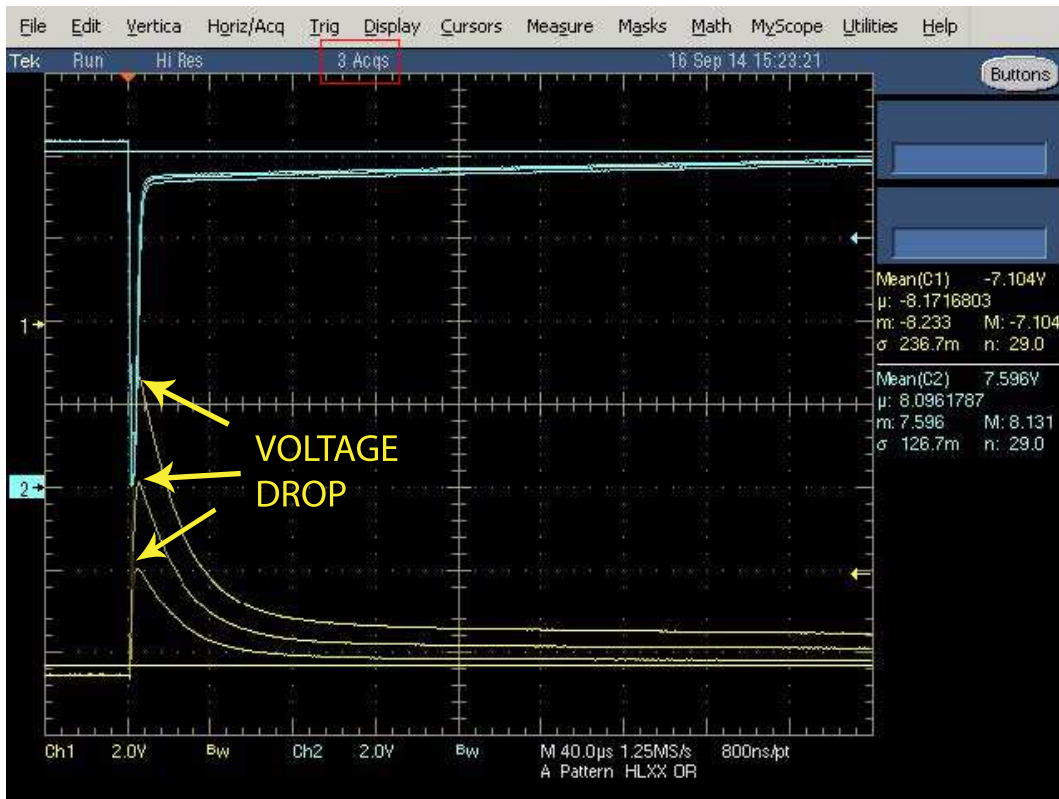 File Edit Vertica Horiz/Acq Trig Display Cursors Measure Masks Math MyScope Utilities Help
Tek Run Hi Res 3 Acqs 16 Sep 14 15:23:21
Buttons
Mean(C1) -7.104V
µ: -8.1716803
m: -8.233 M: -7.104
σ 236.7m n: 29.0
Mean(C2) 7.596V
µ: 8.0961787
m: 7.596 M: 8.131
σ 126.7m n: 29.0
1
VOLTAGE
DROP
2
Ch1 2.0V Bw Ch2 2.0V Bw M 40.0µs 1.25MS/s 800ns/pt
A Pattern HLXX OR